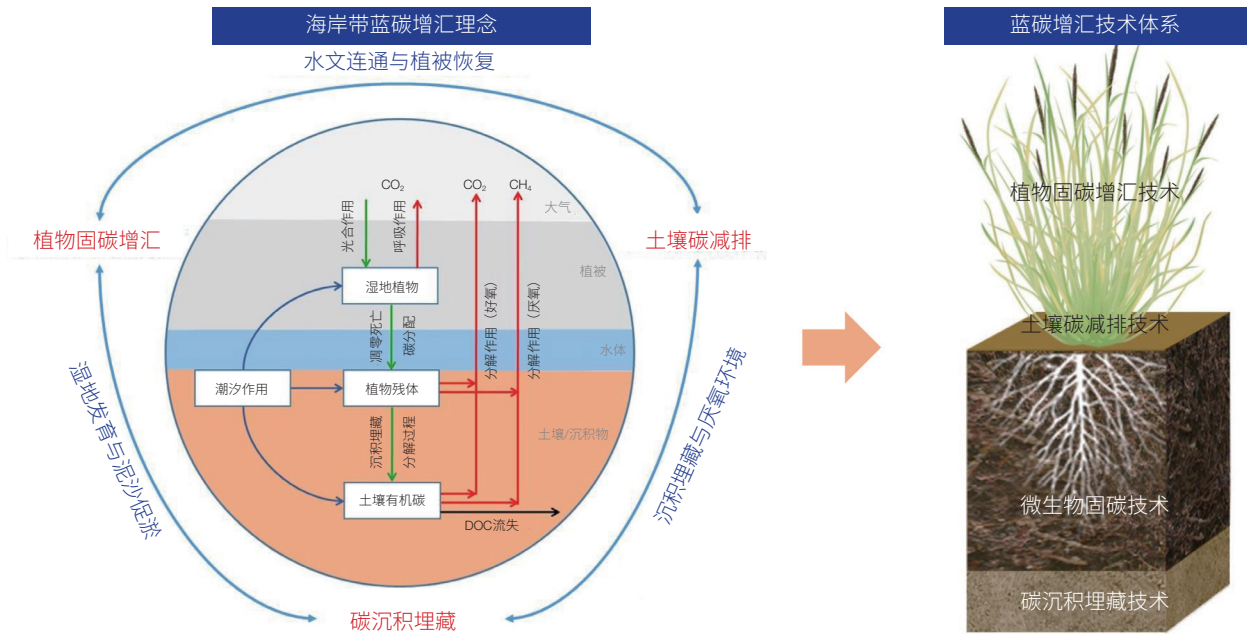 海岸带蓝碳增汇理念
水文连通与植被恢复
植物固碳增汇
土壤碳减排
湿地发育与泥沙促淤
沉积埋藏与厌氧环境
碳沉积埋藏
CO₂
CO₂
CH₄
大气
光合作用
呼吸作用
植被
湿地植物
分解作用（好氧）
分解作用（厌氧）
凋零死亡
碳分配
水体
潮汐作用
植物残体
沉积埋藏
分解过程
土壤/沉积物
土壤有机碳
DOC流失
蓝碳增汇技术体系
植物固碳增汇技术
土壤碳减排技术
微生物固碳技术
碳沉积埋藏技术